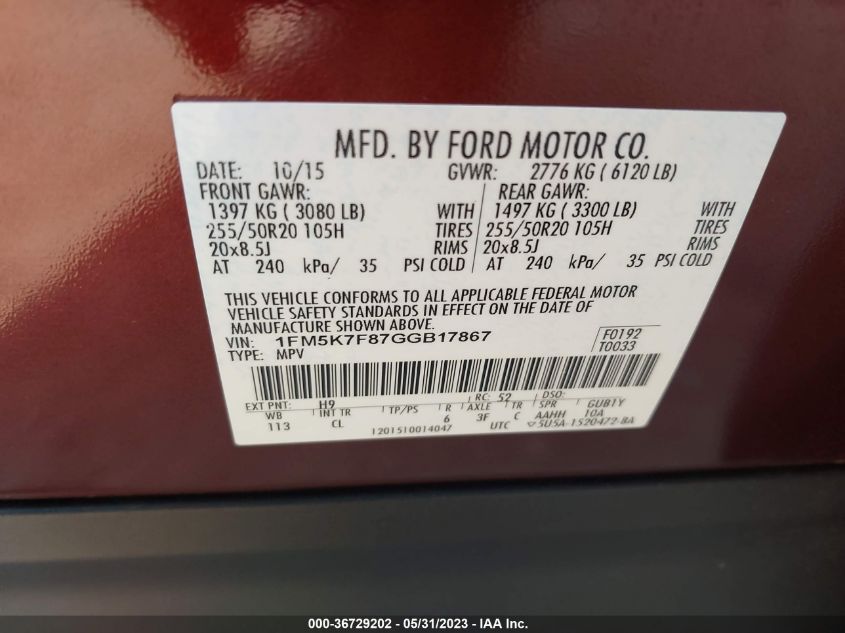 MFD. BY FORD MOTOR CO.
DATE: 10/15 GVWR: 2776 KG ( 6120 LB)
FRONT GAWR: REAR GAWR:
1397 KG ( 3080 LB) WITH 1497 KG ( 3300 LB) WITH
255/50R20 105H TIRES 255/50R20 105H TIRES
20x8.5J RIMS 20x8.5J RIMS
AT 240 kPa/ 35 PSI COLD AT 240 kPa/ 35 PSI COLD
THIS VEHICLE CONFORMS TO ALL APPLICABLE FEDERAL MOTOR
VEHICLE SAFETY STANDARDS IN EFFECT ON THE DATE OF
MANUFACTURE SHOWN ABOVE.
VIN: 1FM5K7F87GGB17867 F0192
TYPE: MPV T0033
EXT PNT: H9 RC: 52 DSO:
WB INT TR TP/PS R AXLE TR SPR GUB1Y
113 CL 6 3F C AAHH 10A
1201510014047 UTC 5U5A-1520472-BA
000-36729202 - 05/31/2023 - IAA Inc.